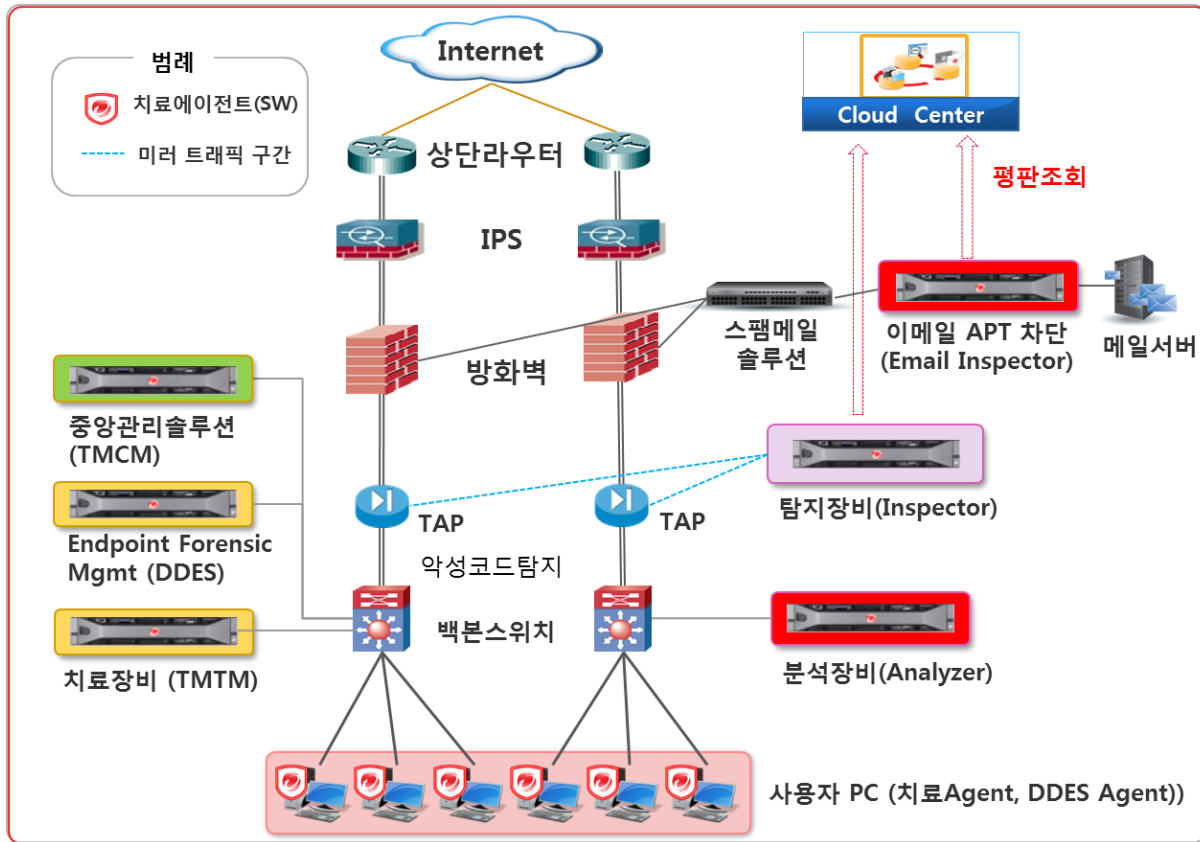 Internet
범례
치료에이전트(SW)
미러 트래픽 구간
Cloud Center
상단라우터
평판조회
IPS
스팸메일
솔루션
이메일 APT 차단
(Email Inspector)
메일서버
방화벽
중앙관리솔루션
(TMCM)
TAP
TAP
탐지장비(Inspector)
Endpoint Forensic
Mgmt (DDES)
악성코드탐지
백본스위치
치료장비 (TMTM)
분석장비(Analyzer)
사용자 PC (치료Agent, DDES Agent))